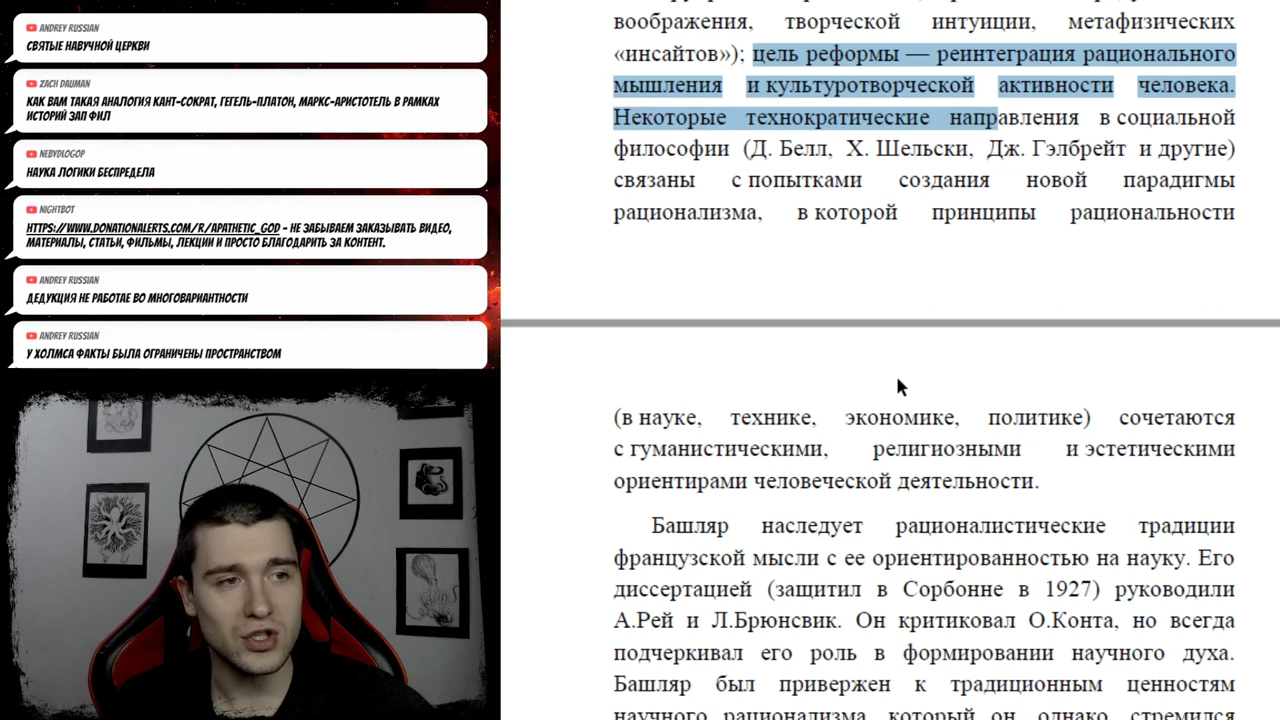 ANDREY RUSSIAN
СВЯТЫЕ НАВУЧНОЙ ЦЕРКВИ
ZACH DAUMAN
КАК ВАМ ТАКАЯ АНАЛОГИЯ КАНТ-СОКРАТ, ГЕГЕЛЬ-ПЛАТОН, МАРКС-АРИСТОТЕЛЬ В РАМКАХ
ИСТОРИЙ ЗАП ФИЛ
NEBYDLOGOP
НАУКА ЛОГИКИ БЕСПРЕДЕЛА
NIGHTBOT
HTTPS://WWW.DONATIONALERTS.COM/R/APATHETIC_GOD - НЕ ЗАБЫВАЕМ ЗАКАЗЫВАТЬ ВИДЕО,
МАТЕРИАЛЫ, СТАТЬИ, ФИЛЬМЫ, ЛЕКЦИИ И ПРОСТО БЛАГОДАРИТЬ ЗА КОНТЕНТ.
ANDREY RUSSIAN
ДЕДУКЦИЯ НЕ РАБОТАЕ ВО МНОГОВАРИАНТНОСТИ
ANDREY RUSSIAN
У ХОЛМСА ФАКТЫ БЫЛА ОГРАНИЧЕНЫ ПРОСТРАНСТВОМ
воображения, творческой интуиции, метафизических
«инсайтов»); цель реформы — реинтеграция рационального
мышления и культуротворческой активности человека.
Некоторые технократические направления в социальной
философии (Д. Белл, Х. Шельски, Дж. Гэлбрейт и другие)
связаны с попытками создания новой парадигмы
рационализма, в которой принципы рациональности
(в науке, технике, экономике, политике) сочетаются
с гуманистическими, религиозными и эстетическими
ориентирами человеческой деятельности.
Башляр наследует рационалистические традиции
французской мысли с ее ориентированностью на науку. Его
диссертацией (защитил в Сорбонне в 1927) руководили
А.Рей и Л.Брюнсвик. Он критиковал О.Конта, но всегда
подчеркивал его роль в формировании научного духа.
Башляр был привержен к традиционным ценностям
научного рационализма, который он, однако, стремился